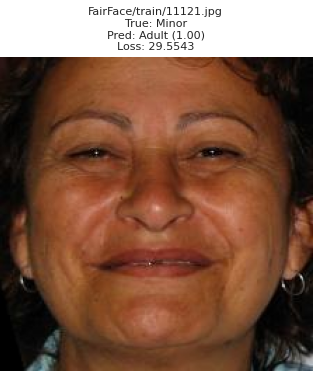 FairFace/train/11121.jpg
True: Minor
Pred: Adult (1.00)
Loss: 29.5543